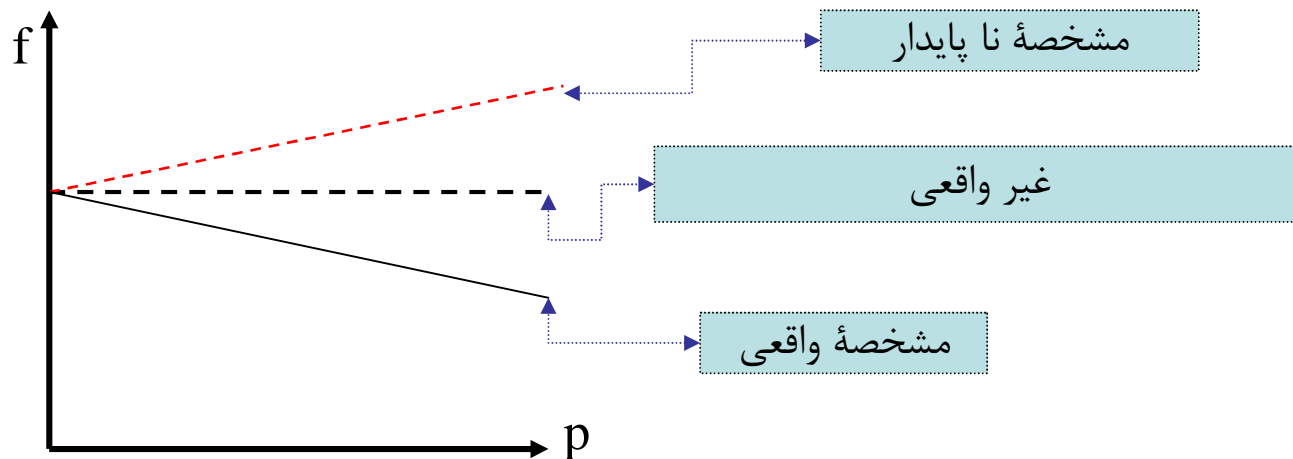 f
مشخصهٔ نا پایدار
غیر واقعی
مشخصهٔ واقعی
p